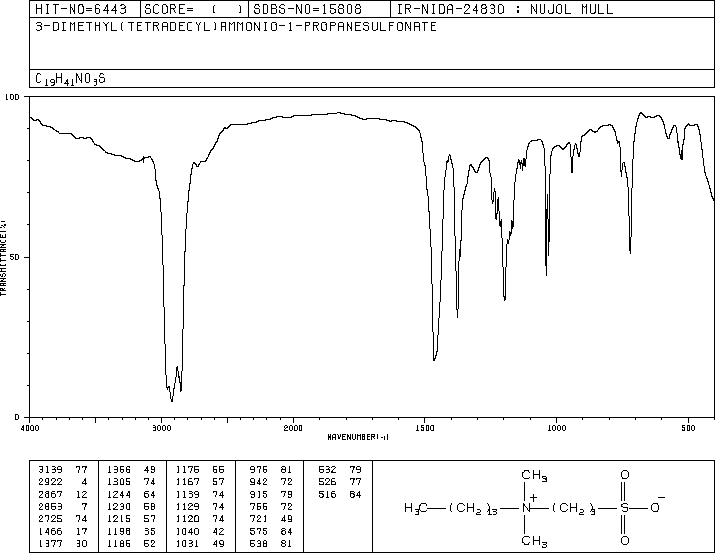 HIT-NO=6443 SCORE= ( ) SDBS-NO=15808 IR-NIDA-24830 : NUJOL MULL
3-DIMETHYL(TETRADECYL)AMMONIO-1-PROPANESULFONATE
C19H41NO3S
100
50
0
TRANSMITTANCE(%)
4000 3000 2000 1500 1000 500
WAVENUMBER(-1)
3139 77 1366 49 1176 55 976 81 532 79
2922 4 1305 74 1167 57 942 72 526 77
2867 12 1244 64 1139 74 915 79 516 84
2853 7 1230 68 1129 74 766 72
2725 74 1215 57 1120 74 721 49
1466 17 1198 35 1040 42 575 84
1377 30 1186 52 1031 49 538 81
CH3 O
H3C—(CH2)13—N+—(CH2)3—S—O−
CH3 O